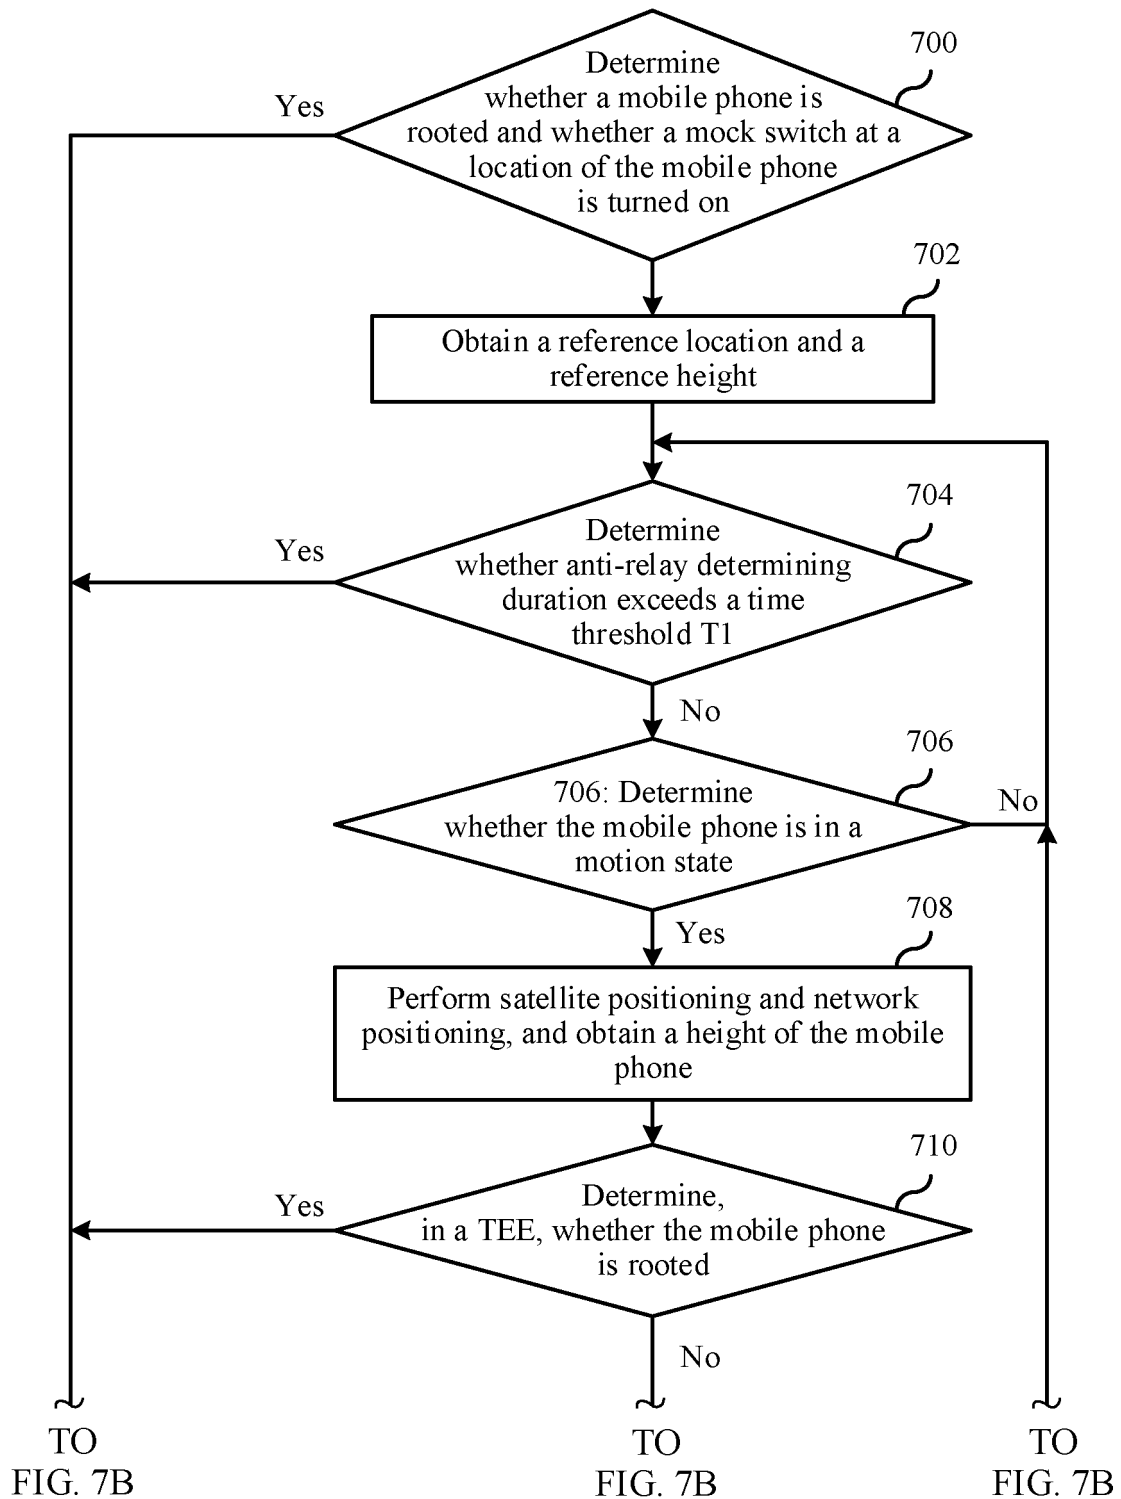 700
Determine
whether a mobile phone is
rooted and whether a mock switch at a
location of the mobile phone
is turned on
Yes
702
Obtain a reference location and a
reference height
704
Determine
whether anti-relay determining
duration exceeds a time
threshold T1
Yes
No
706
706: Determine
whether the mobile phone is in a
motion state
No
Yes
708
Perform satellite positioning and network
positioning, and obtain a height of the mobile
phone
710
Determine,
in a TEE, whether the mobile phone
is rooted
Yes
No
TO
FIG. 7B
TO
FIG. 7B
TO
FIG. 7B